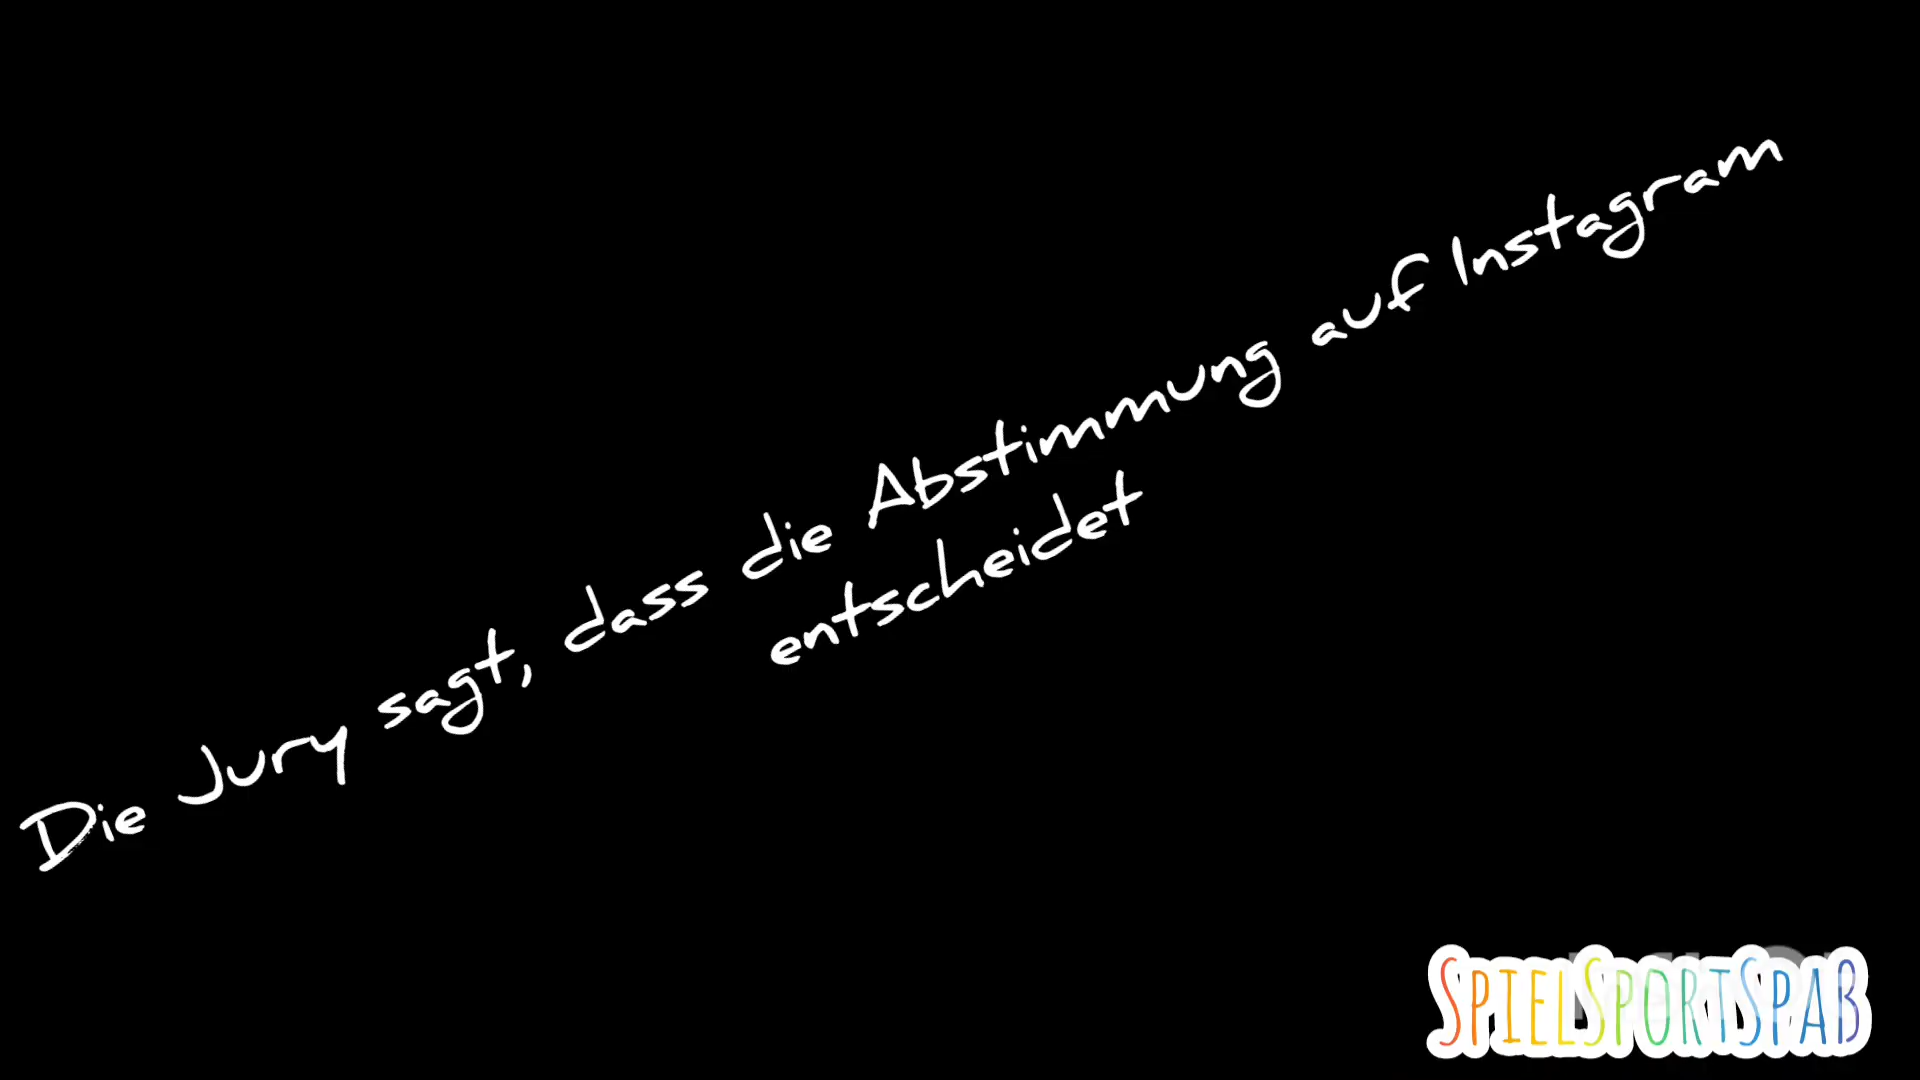 Die Jury sagt, dass die Abstimmung auf Instagram
entscheidet
SPIELSPORTSPAß